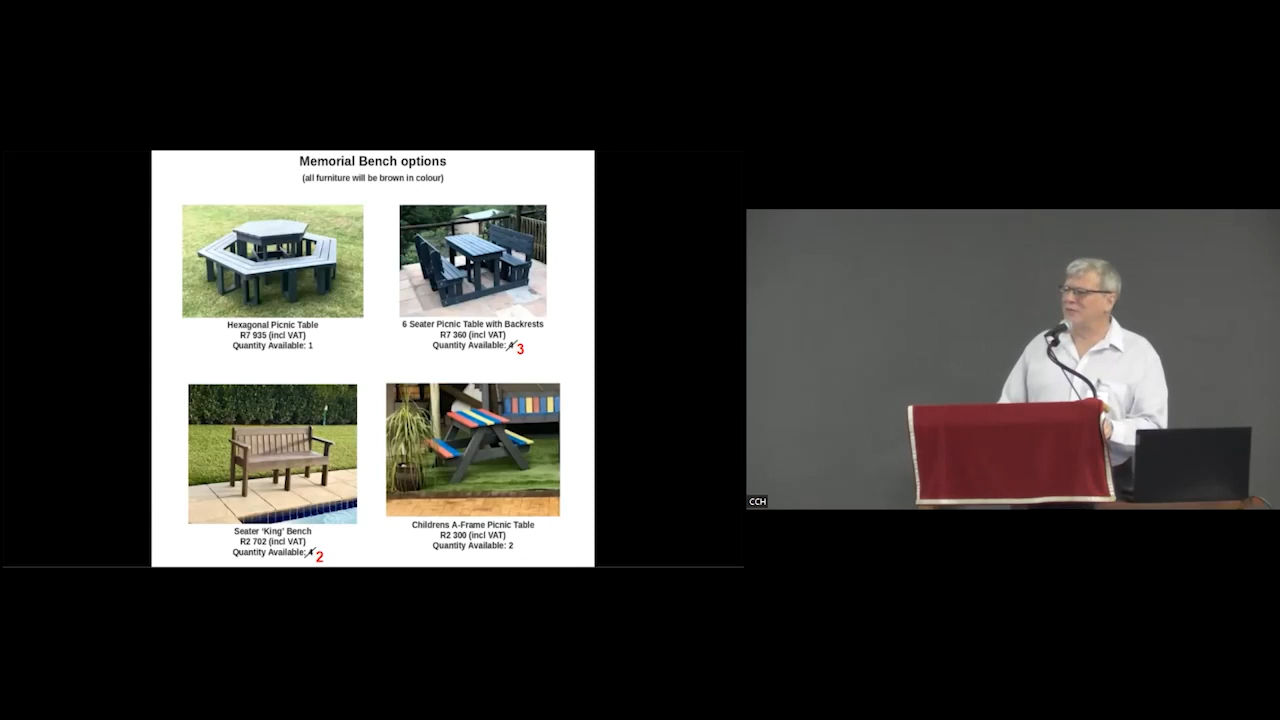 Memorial Bench options
(all furniture will be brown in colour)
Hexagonal Picnic Table
R7 935 (incl VAT)
Quantity Available: 1
6 Seater Picnic Table with Backrests
R7 360 (incl VAT)
Quantity Available: 4 3
Seater ‘King’ Bench
R2 702 (incl VAT)
Quantity Available: 4 2
Childrens A-Frame Picnic Table
R2 300 (incl VAT)
Quantity Available: 2
CCH